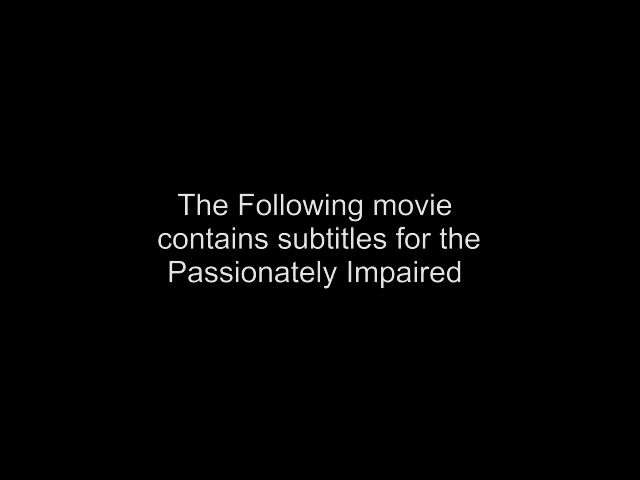 The Following movie
contains subtitles for the
Passionately Impaired